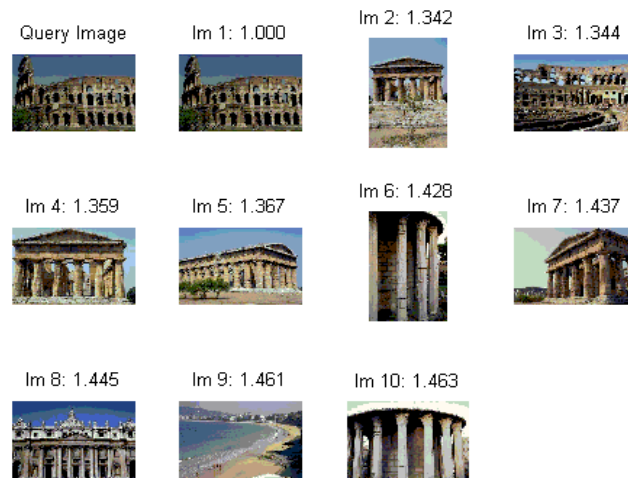 Query Image
Im 1: 1.000
Im 2: 1.342
Im 3: 1.344
Im 4: 1.359
Im 5: 1.367
Im 6: 1.428
Im 7: 1.437
Im 8: 1.445
Im 9: 1.461
Im 10: 1.463